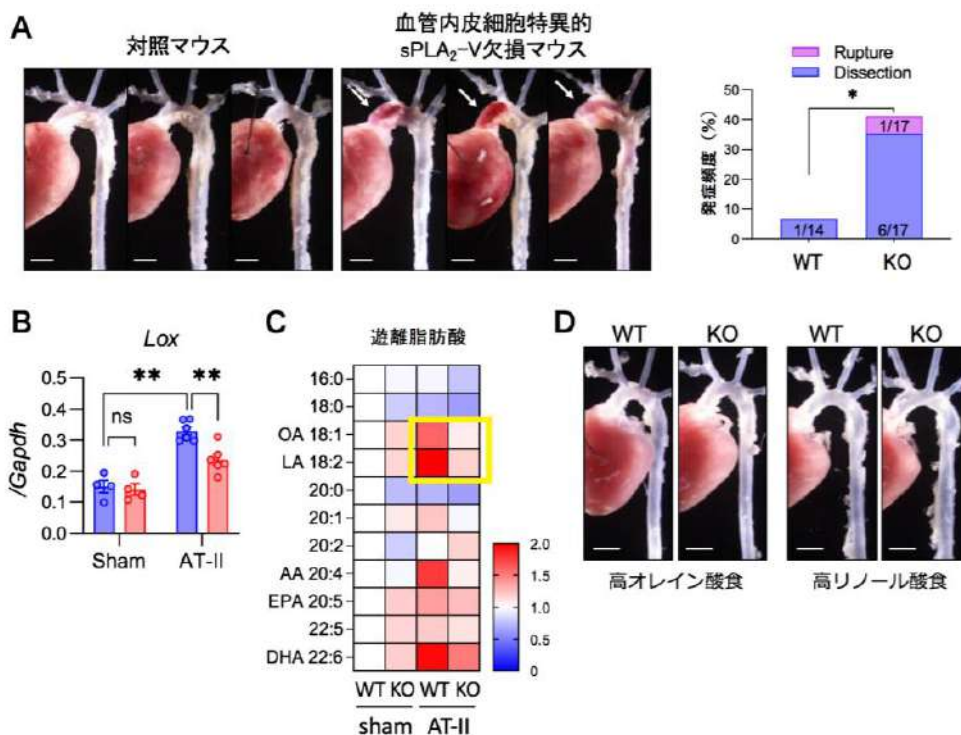 A
対照マウス
血管内皮細胞特異的
sPLA₂-V欠損マウス
Rupture
Dissection
*
発症頻度 (%)
50
40
30
20
10
0
1/14
1/17
6/17
WT
KO
B
Lox
** **
ns
/Gapdh
0.5
0.4
0.3
0.2
0.1
0.0
Sham
AT-II
C
遊離脂肪酸
16:0
18:0
OA 18:1
LA 18:2
20:0
20:1
20:2
AA 20:4
EPA 20:5
22:5
DHA 22:6
2.0
1.5
1.0
0.5
0
WT KO WT KO
sham AT-II
D
WT KO WT KO
高オレイン酸食
高リノール酸食